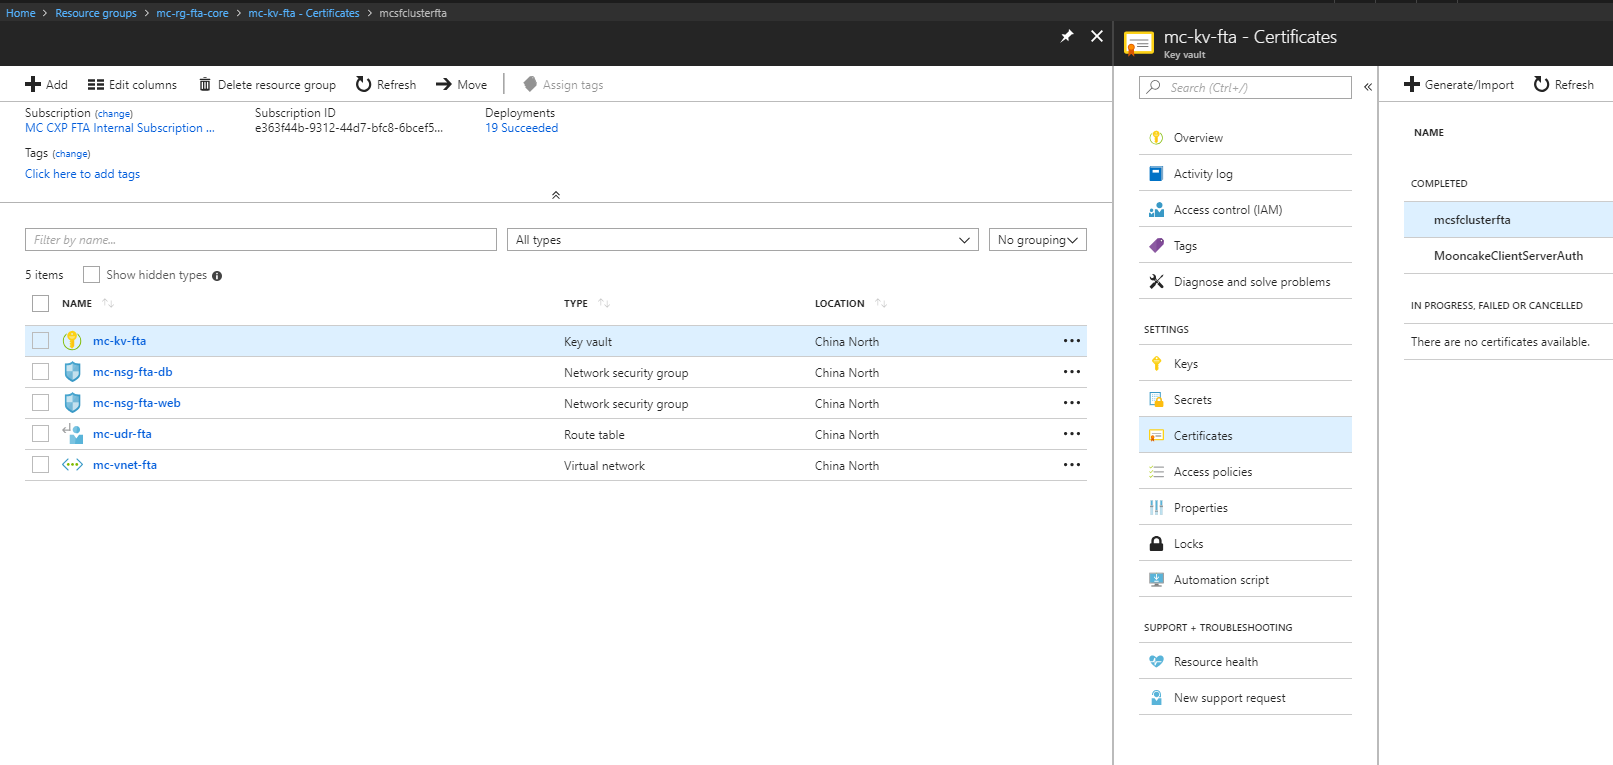 Home > Resource groups > mc-rg-fta-core > mc-kv-fta - Certificates > mcsfclusterfta
mc-kv-fta - Certificates
Key vault
Add Edit columns Delete resource group Refresh Move Assign tags
Subscription (change) Subscription ID Deployments
MC CXP FTA Internal Subscription ... e363f44b-9312-44d7-bfc8-6bcef5... 19 Succeeded
Tags (change)
Click here to add tags
Filter by name... All types No grouping
5 items Show hidden types
NAME TYPE LOCATION
mc-kv-fta Key vault China North ...
mc-nsg-fta-db Network security group China North ...
mc-nsg-fta-web Network security group China North ...
mc-udr-fta Route table China North ...
mc-vnet-fta Virtual network China North ...
Search (Ctrl+/) «
Overview
Activity log
Access control (IAM)
Tags
Diagnose and solve problems
SETTINGS
Keys
Secrets
Certificates
Access policies
Properties
Locks
Automation script
SUPPORT + TROUBLESHOOTING
Resource health
New support request
Generate/Import Refresh
NAME
COMPLETED
mcsfclusterfta
MooncakeClientServerAuth
IN PROGRESS, FAILED OR CANCELLED
There are no certificates available.